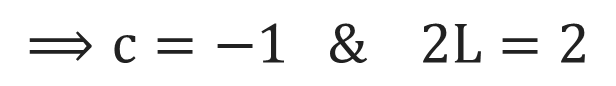 ⟹ c = −1 & 2L = 2